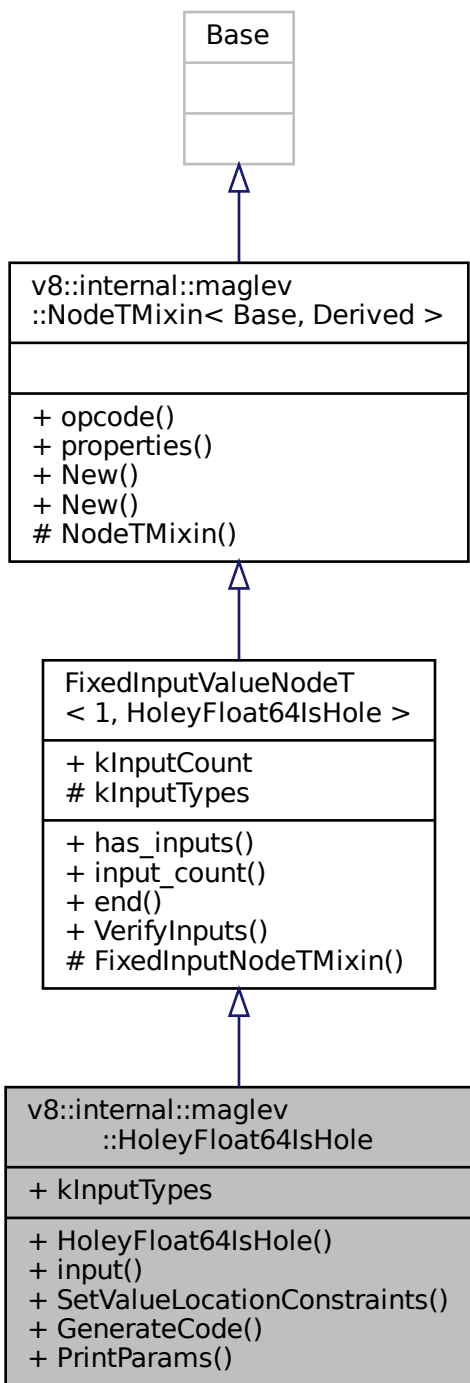 Base
v8::internal::maglev
::NodeTMixin< Base, Derived >
+ opcode()
+ properties()
+ New()
+ New()
# NodeTMixin()
FixedInputValueNodeT
< 1, HoleyFloat64IsHole >
+ kInputCount
# kInputTypes
+ has_inputs()
+ input_count()
+ end()
+ VerifyInputs()
# FixedInputNodeTMixin()
v8::internal::maglev
::HoleyFloat64IsHole
+ kInputTypes
+ HoleyFloat64IsHole()
+ input()
+ SetValueLocationConstraints()
+ GenerateCode()
+ PrintParams()